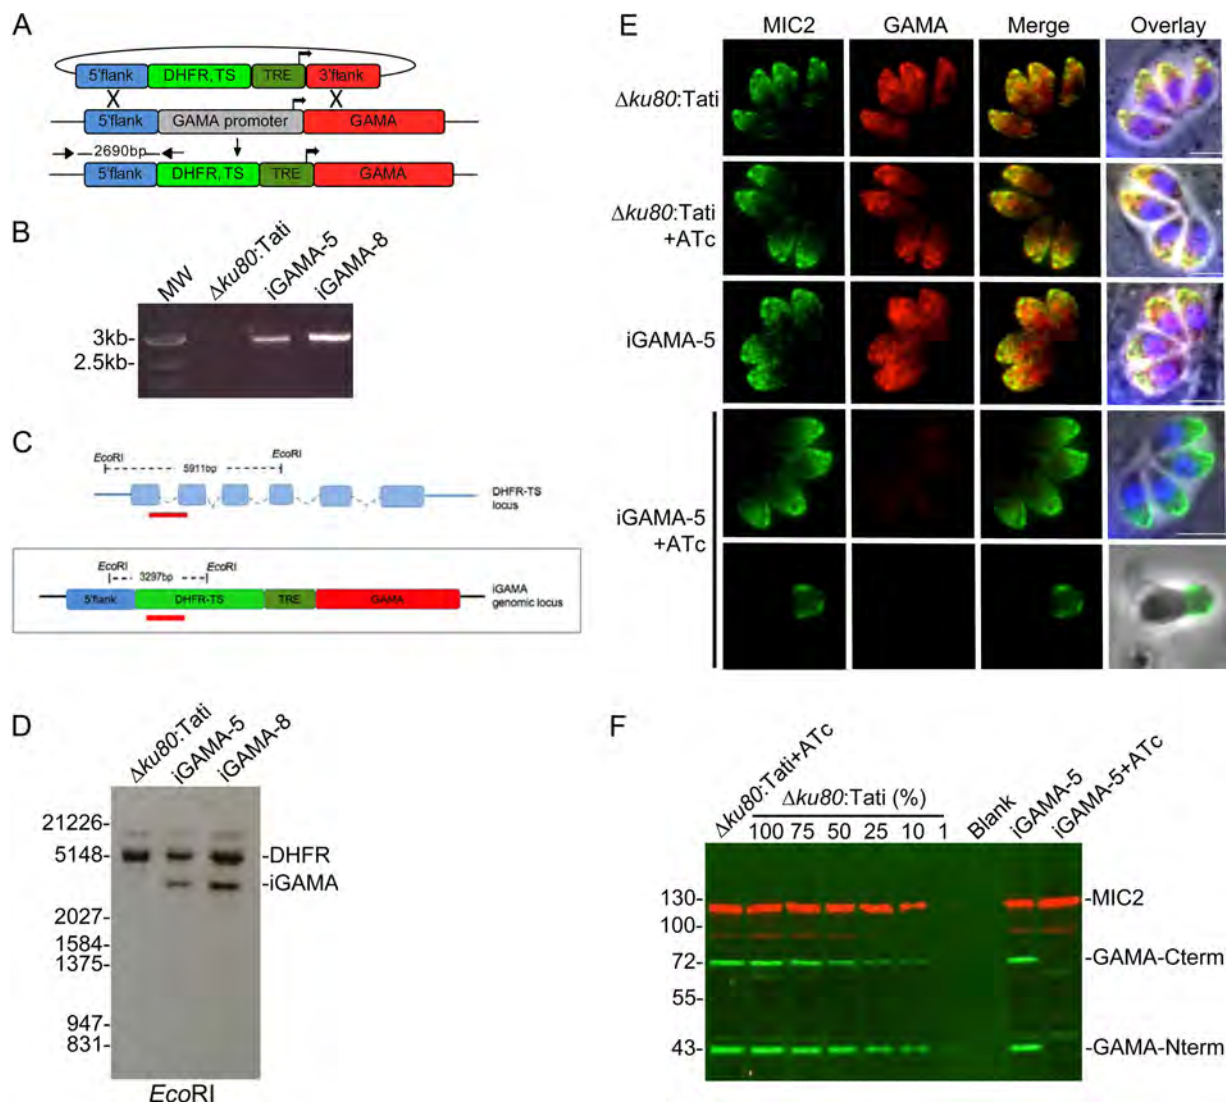 A
5'flank DHFR,TS TRE 3'flank
X X
5'flank GAMA promoter GAMA
2690bp
5'flank DHFR,TS TRE GAMA
B
MW Δku80:Tati iGAMA-5 iGAMA-8
3kb-
2.5kb-
C
EcoRI 5911bp EcoRI
DHFR-TS
locus
EcoRI 3297bp EcoRI
5'flank DHFR-TS TRE GAMA
iGAMA
genomic locus
D
Δku80:Tati iGAMA-5 iGAMA-8
21226-
5148- -DHFR
-iGAMA
2027-
1584-
1375-
947-
831-
EcoRI
E
MIC2 GAMA Merge Overlay
Δku80:Tati
Δku80:Tati
+ATc
iGAMA-5
iGAMA-5
+ATc
F
Δku80:Tati+ATc Δku80:Tati (%) Blank iGAMA-5 iGAMA-5+ATc
100 75 50 25 10 1
130- -MIC2
100-
72- -GAMA-Cterm
55-
43- -GAMA-Nterm